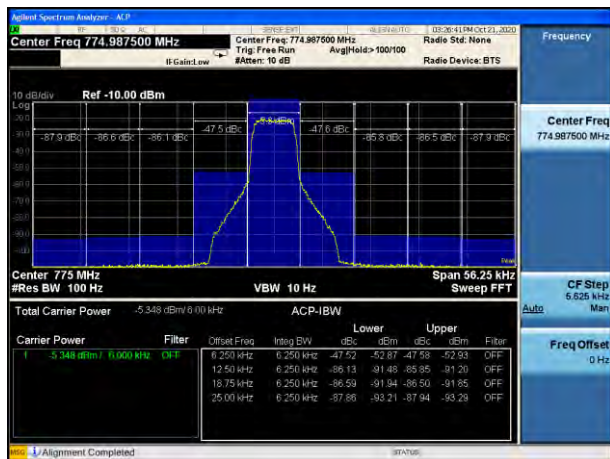 Agilent Spectrum Analyzer - ACP
RF 50 Ω AC SENSE:EXT ALIGNAUTO 03:26:41 PM Oct 21, 2020
Center Freq 774.987500 MHz Center Freq: 774.987500 MHz Radio Std: None Frequency
Trig: Free Run Avg|Hold:> 100/100
IFGain:Low #Atten: 10 dB Radio Device: BTS
10 dB/div Ref -10.00 dBm
Log
Center Freq
774.987500 MHz
-47.5 dBc -47.6 dBc
-87.9 dBc -86.6 dBc -86.1 dBc -85.8 dBc -86.5 dBc -87.9 dBc
Peak
Center 775 MHz Span 56.25 kHz
#Res BW 100 Hz VBW 10 Hz Sweep FFT
CF Step
5.625 kHz
Auto Man
Total Carrier Power -5.348 dBm/ 6.00 kHz ACP-IBW
Lower Upper
Carrier Power Filter Offset Freq Integ BW dBc dBm dBc dBm Filter
1 -5.348 dBm / 6.000 kHz OFF 6.250 kHz 6.250 kHz -47.52 -52.87 -47.58 -52.93 OFF
12.50 kHz 6.250 kHz -86.13 -91.48 -85.85 -91.20 OFF
18.75 kHz 6.250 kHz -86.59 -91.94 -86.50 -91.85 OFF
25.00 kHz 6.250 kHz -87.86 -93.21 -87.94 -93.29 OFF
Freq Offset
0 Hz
MSG Alignment Completed STATUS